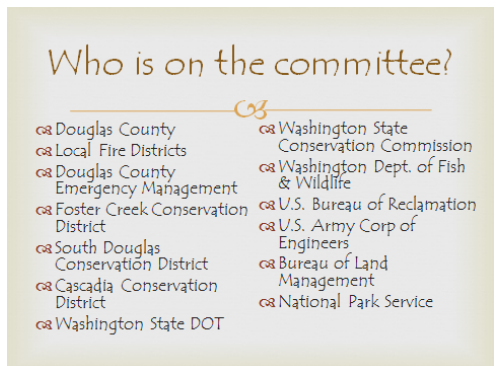 Who is on the committee?
Douglas County
Local Fire Districts
Douglas County
Emergency Management
Foster Creek Conservation
District
South Douglas
Conservation District
Cascadia Conservation
District
Washington State DOT
Washington State
Conservation Commission
Washington Dept. of Fish
& Wildlife
U.S. Bureau of Reclamation
U.S. Army Corp of
Engineers
Bureau of Land
Management
National Park Service